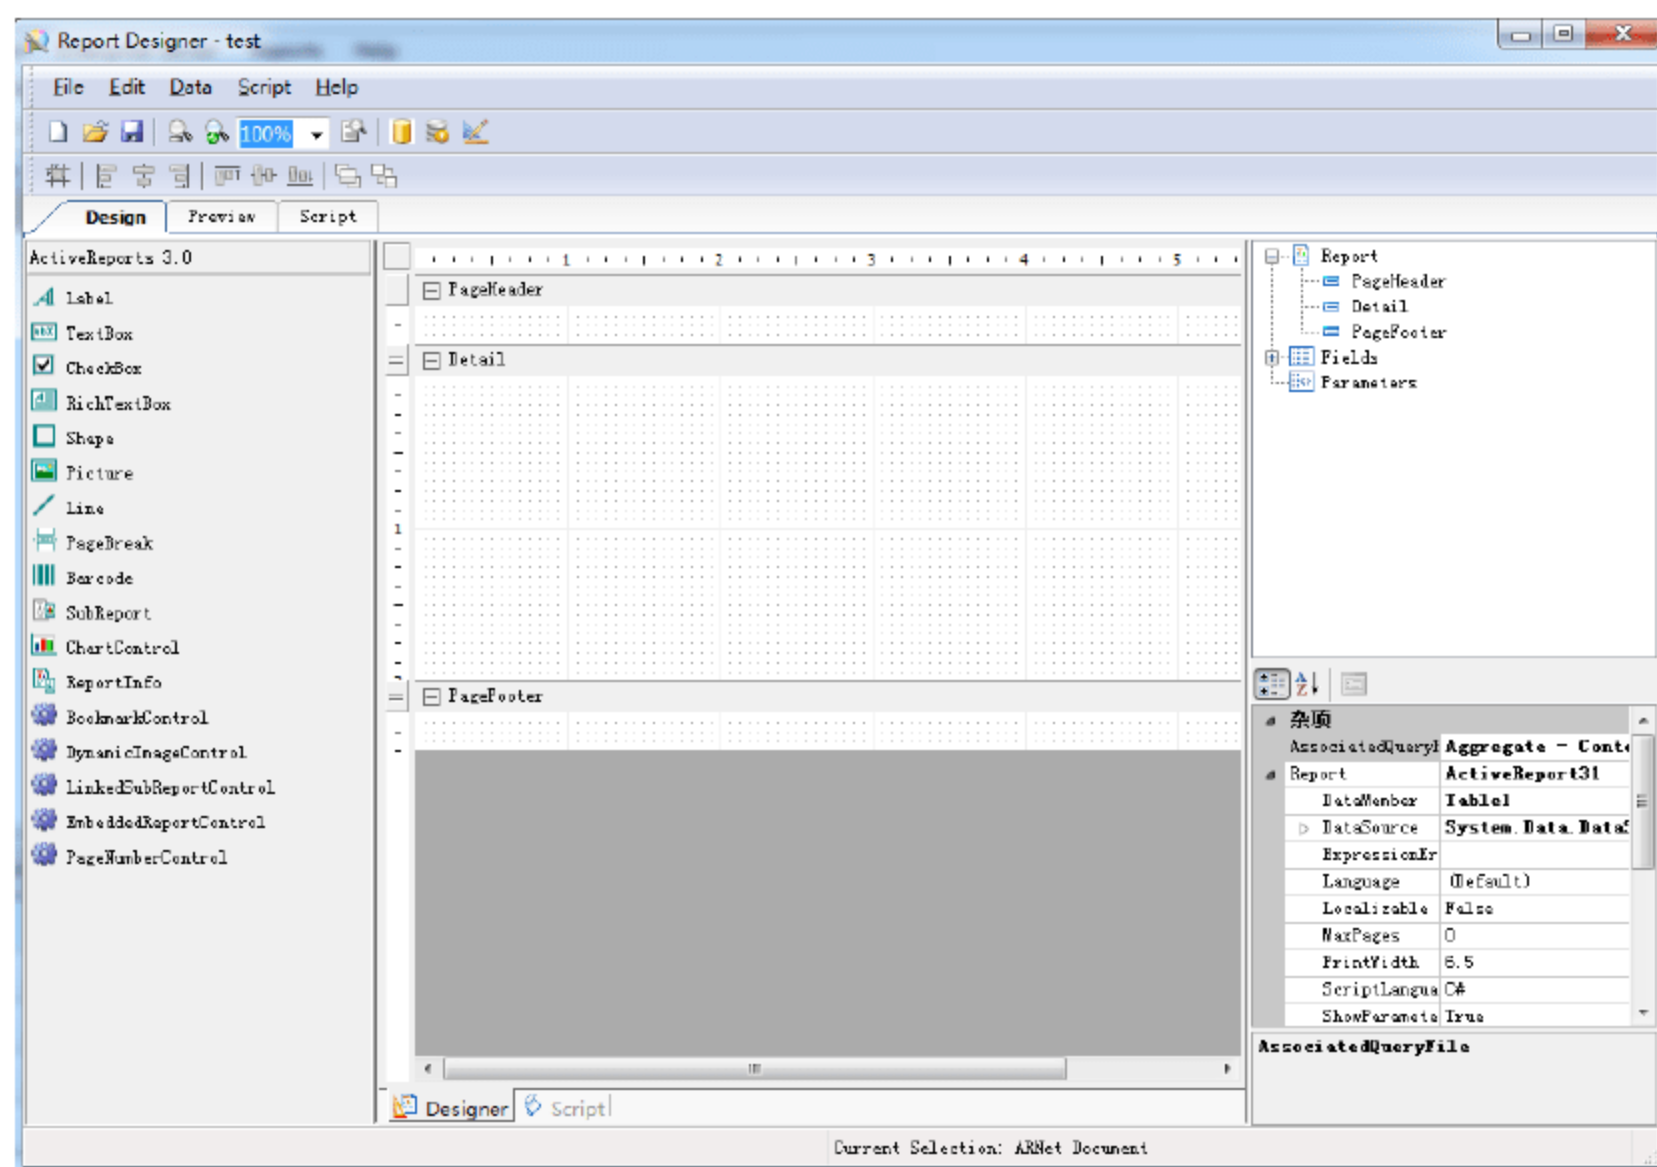 Report Designer - test
File Edit Data Script Help
100%
Design Preview Script
ActiveReports 3.0
Label
TextBox
CheckBox
RichTextBox
Shape
Picture
Line
PageBreak
Barcode
SubReport
ChartControl
ReportInfo
BookmarkControl
DynamicImageControl
LinkedSubReportControl
EmbeddedReportControl
PageNumberControl
1 2 3 4 5
PageHeader
Detail
1
PageFooter
Designer Script
Report
PageHeader
Detail
PageFooter
Fields
Parameters
杂项
AssociatedQueryF Aggregate - Conte
Report ActiveReport31
DataMember Table1
DataSource System.Data.DataS
ExpressionEr
Language (Default)
Localizable False
MaxPages 0
PrintWidth 6.5
ScriptLangua C#
ShowParamete True
AssociatedQueryFile
Current Selection: ARNet Document